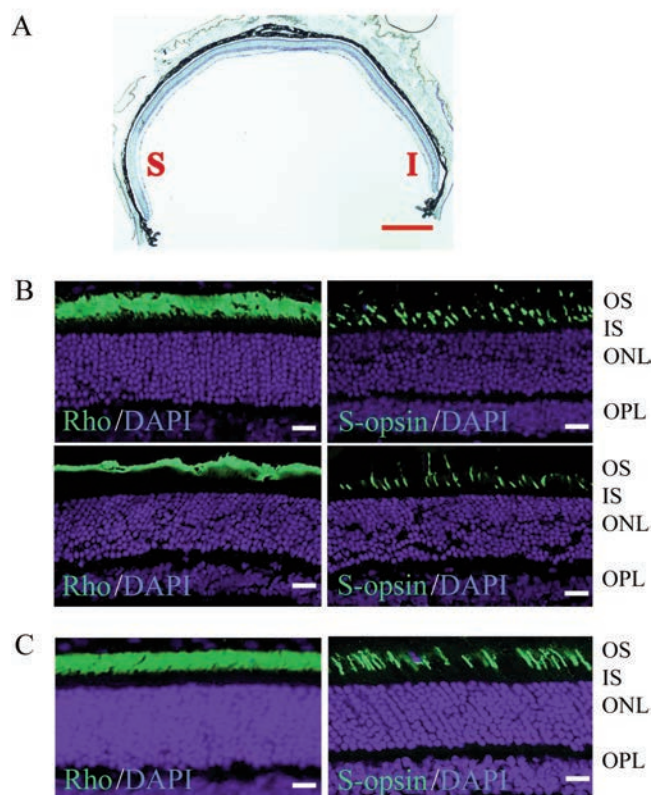 A
S
I
B
Rho/DAPI
S-opsin/DAPI
OS
IS
ONL
OPL
Rho/DAPI
S-opsin/DAPI
OS
IS
ONL
OPL
C
Rho/DAPI
S-opsin/DAPI
OS
IS
ONL
OPL